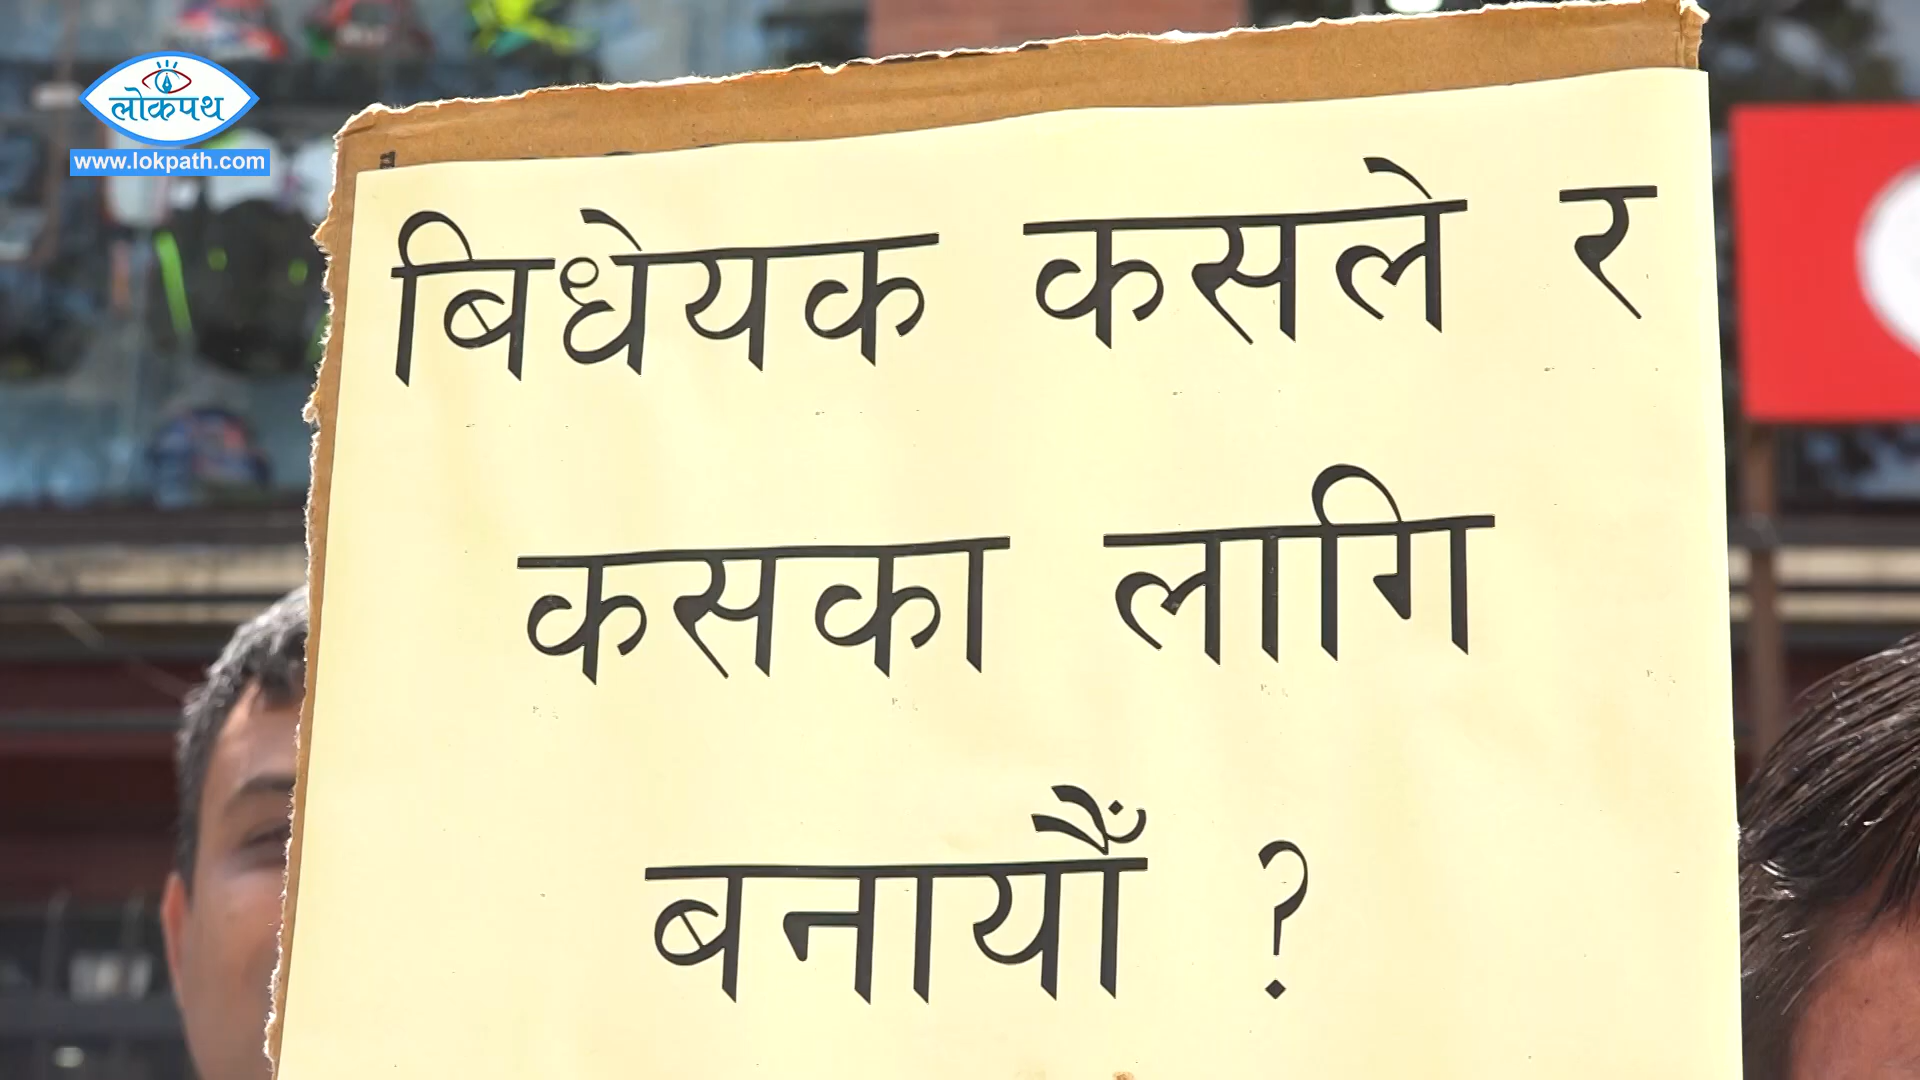 लोकपथ
www.lokpath.com
बिधेयक कसले र
कसका लागि
बनायौँ ?